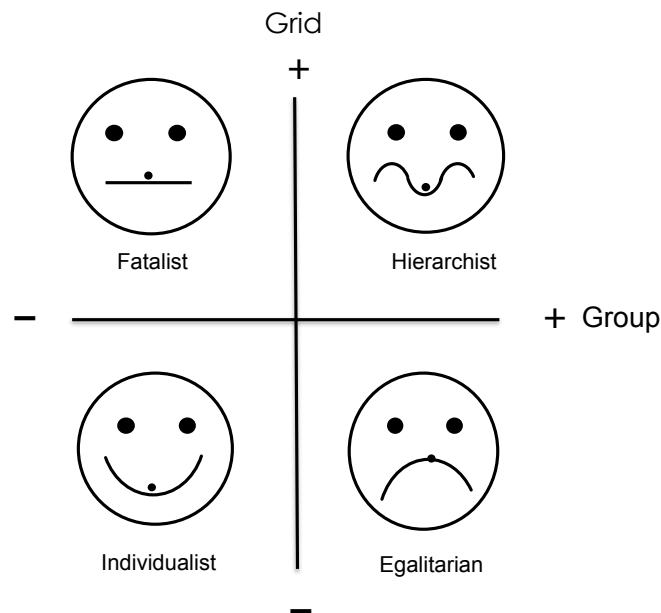 Grid
+
Fatalist
Hierarchist
– + Group
Individualist
Egalitarian
–